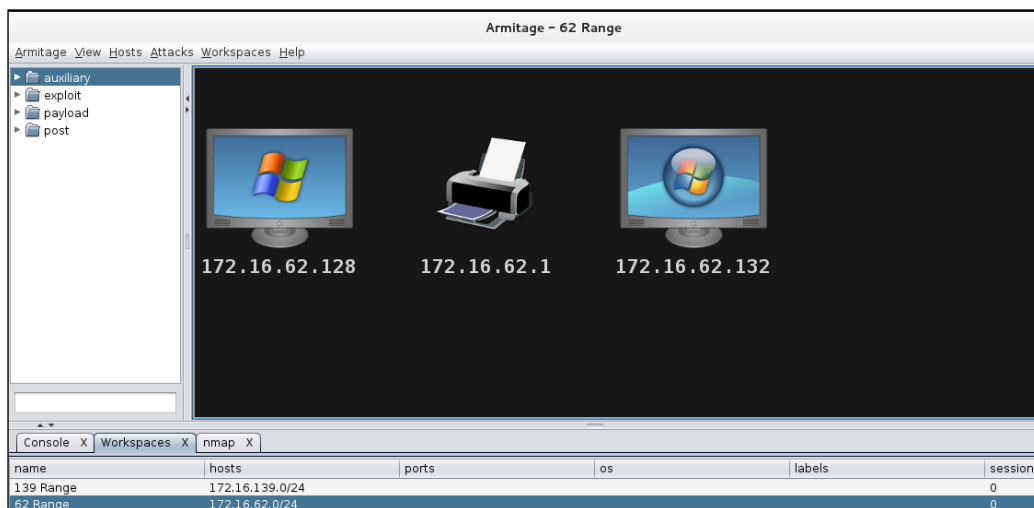 Armitage - 62 Range
Armitage View Hosts Attacks Workspaces Help
auxiliary
exploit
payload
post
172.16.62.128
172.16.62.1
172.16.62.132
Console X Workspaces X nmap X
name hosts ports os labels session
139 Range 172.16.139.0/24 0
62 Range 172.16.62.0/24 0